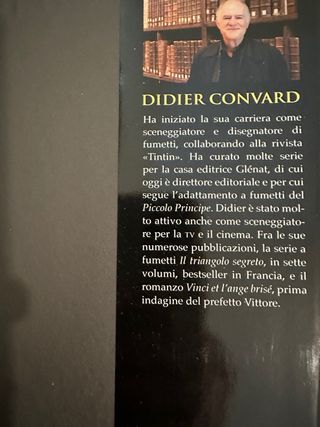 DIDIER CONVARD
Ha iniziato la sua carriera come
sceneggiatore e disegnatore di
fumetti, collaborando alla rivista
«Tintin». Ha curato molte serie
per la casa editrice Glénat, di cui
oggi è direttore editoriale e per cui
segue l'adattamento a fumetti del
Piccolo Principe. Didier è stato mol-
to attivo anche come sceneggiato-
re per la TV e il cinema. Fra le sue
numerose pubblicazioni, la serie a
fumetti Il triangolo segreto, in sette
volumi, bestseller in Francia, e il
romanzo Vinci et l'ange brisé, prima
indagine del prefetto Vittore.